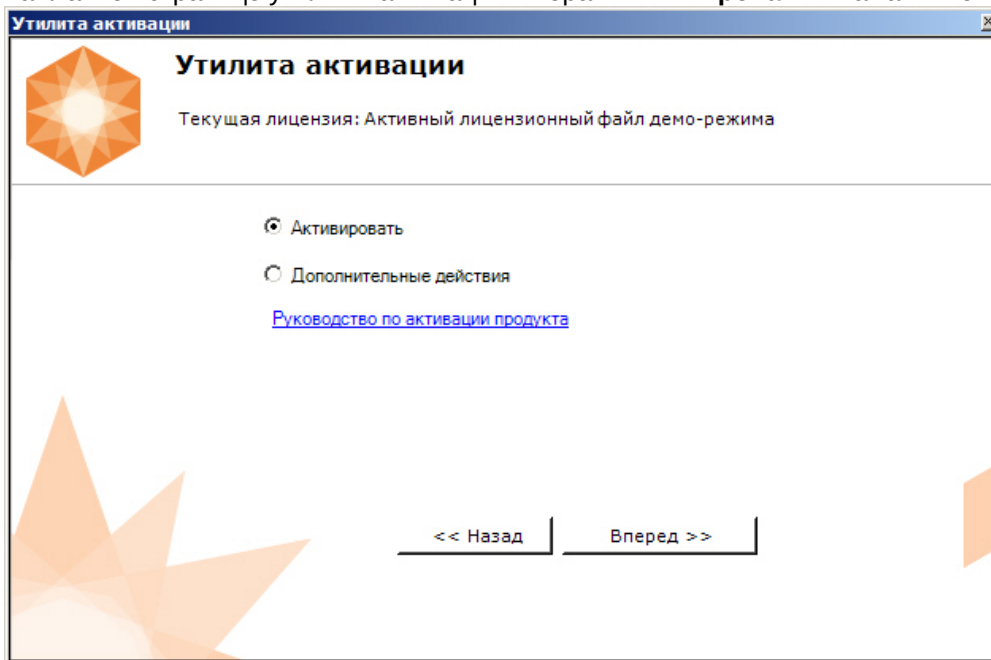 Утилита активации
Утилита активации
Текущая лицензия: Активный лицензионный файл демо-режима
Активировать
Дополнительные действия
Руководство по активации продукта
<< Назад
Вперед >>